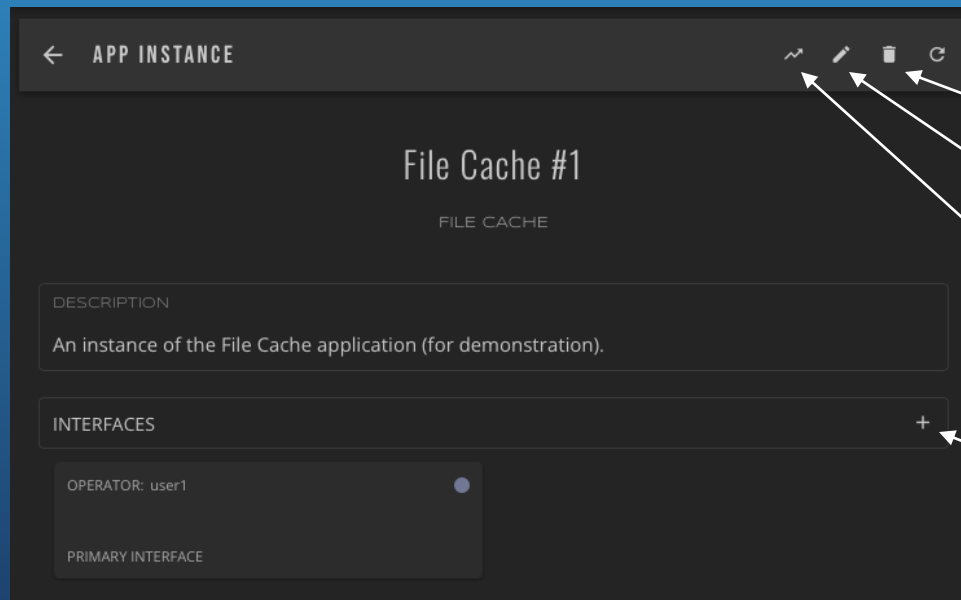 APP INSTANCE
File Cache #1
FILE CACHE
DESCRIPTION
An instance of the File Cache application (for demonstration).
INTERFACES
OPERATOR: user1
PRIMARY INTERFACE